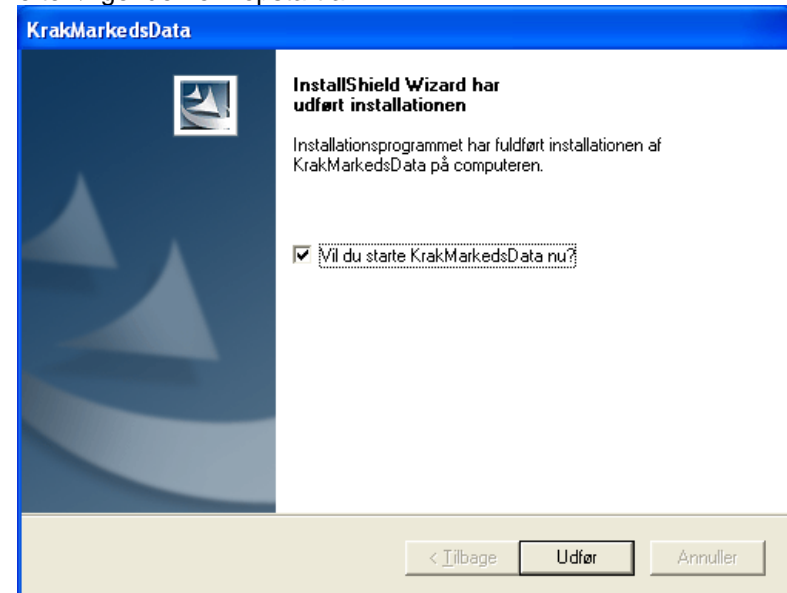 KrakMarkedsData
InstallShield Wizard har
udført installationen
Installationsprogrammet har fuldført installationen af
KrakMarkedsData på computeren.
Vil du starte KrakMarkedsData nu?
< Tilbage
Udfør
Annuller